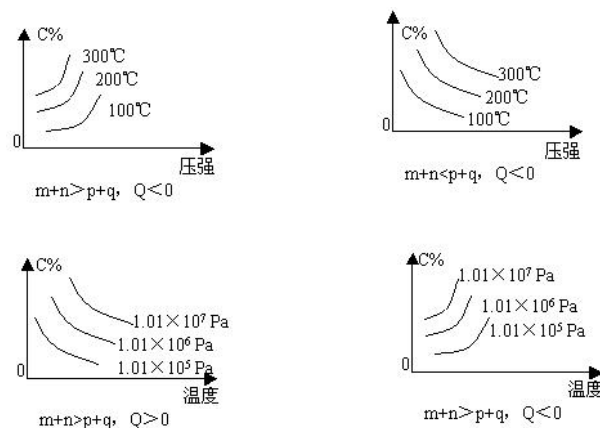 C%
300℃
200℃
100℃
0
压强
m+n>p+q, Q<0
C%
300℃
200℃
100℃
0
压强
m+n<p+q, Q<0
C%
1.01×10⁷ Pa
1.01×10⁶ Pa
1.01×10⁵ Pa
0
温度
m+n>p+q, Q>0
C%
1.01×10⁷ Pa
1.01×10⁶ Pa
1.01×10⁵ Pa
0
温度
m+n>p+q, Q<0